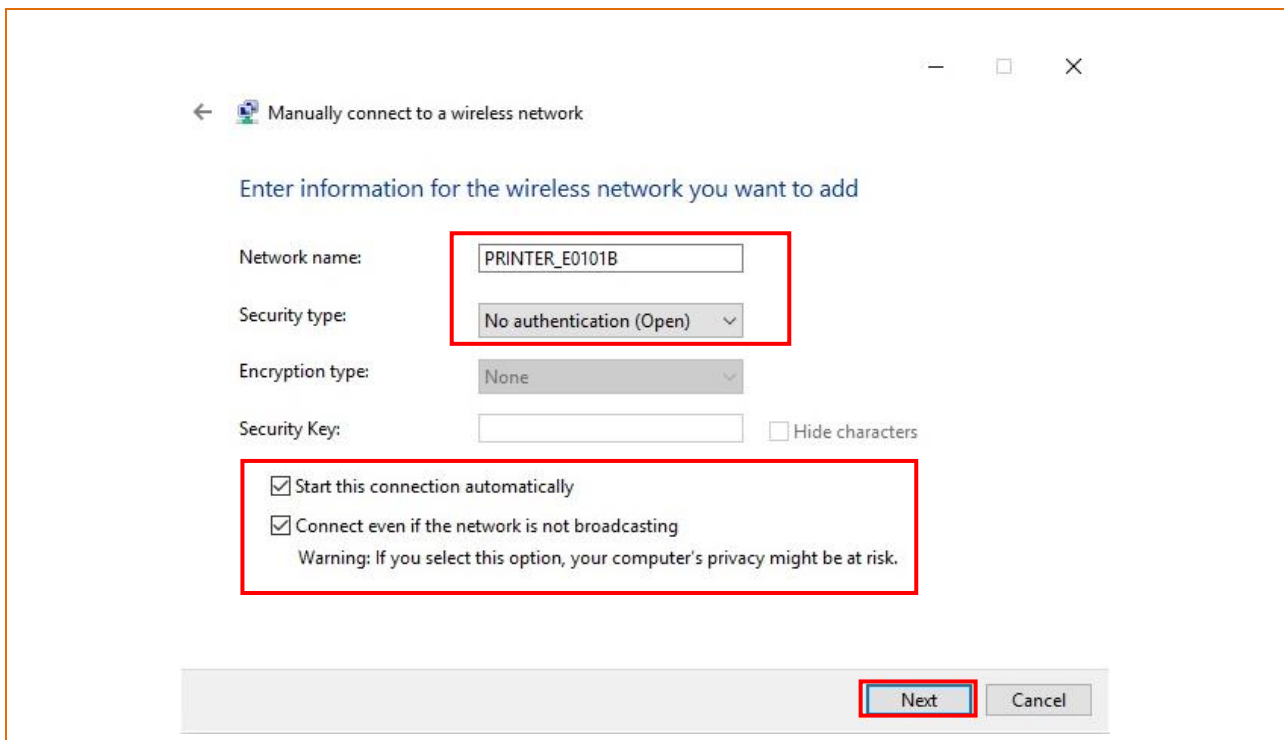 Manually connect to a wireless network
Enter information for the wireless network you want to add
Network name: PRINTER_E0101B
Security type: No authentication (Open)
Encryption type: None
Security Key:
Hide characters
Start this connection automatically
Connect even if the network is not broadcasting
Warning: If you select this option, your computer's privacy might be at risk.
Next Cancel